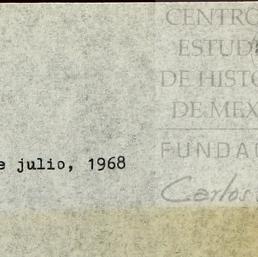 CENTRO
ESTUD
DE HISTO
DE MEX
FUNDA
e julio, 1968
Carlos